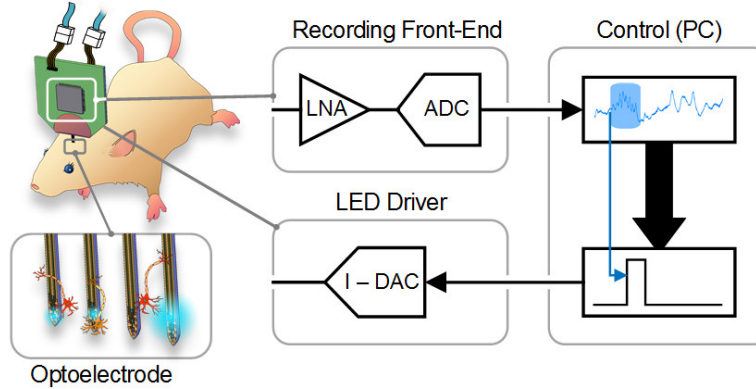 Recording Front-End
Control (PC)
LNA
ADC
LED Driver
I – DAC
Optoelectrode